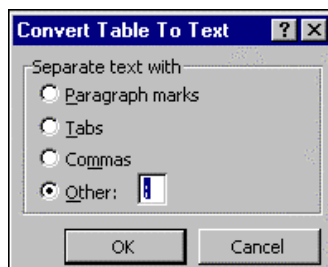 Convert Table To Text
Separate text with
Paragraph marks
Tabs
Commas
Other:
OK
Cancel